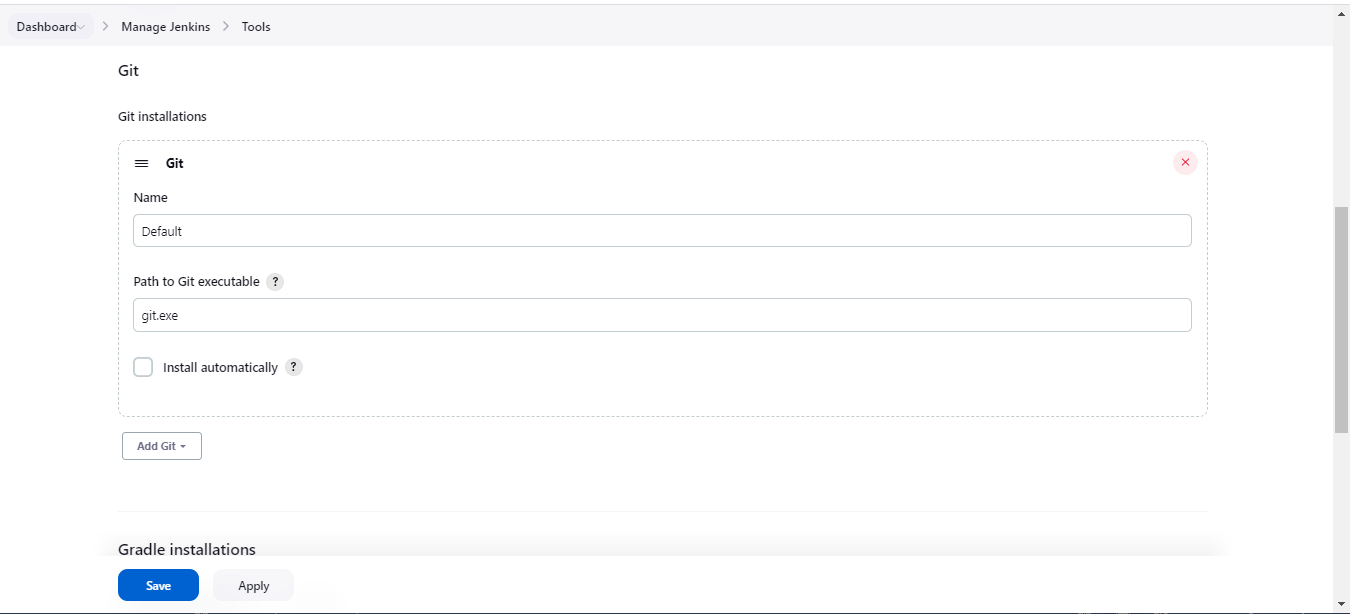 Dashboard > Manage Jenkins > Tools
Git
Git installations
Git
Name
Default
Path to Git executable ?
git.exe
Install automatically ?
Add Git
Gradle installations
Save Apply